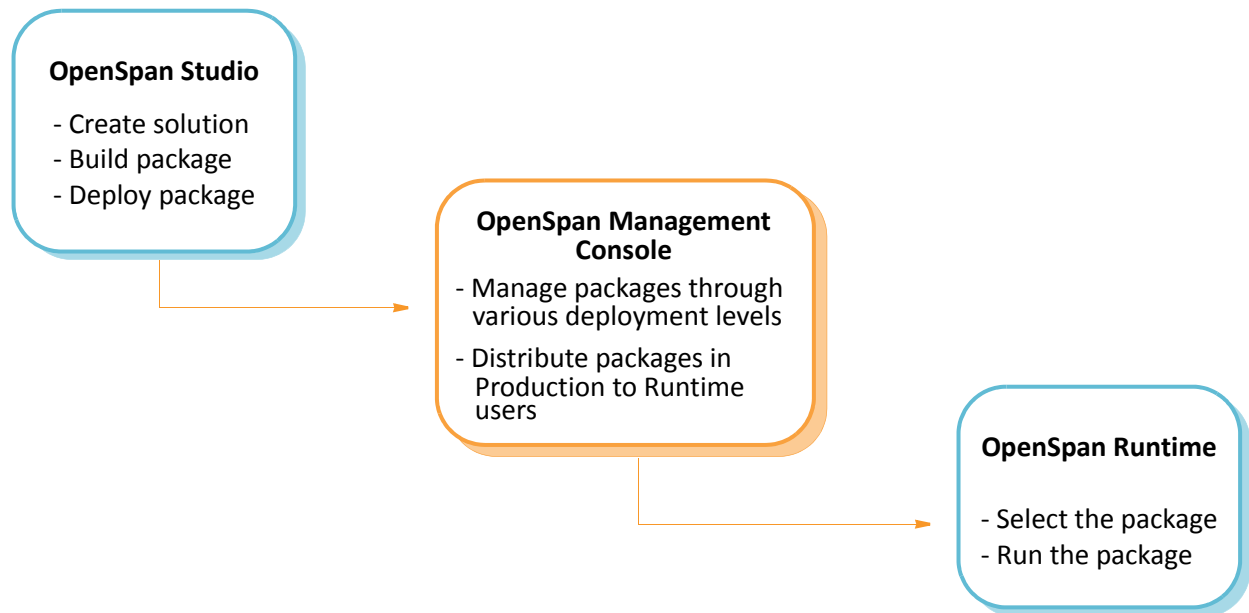 OpenSpan Studio
- Create solution
- Build package
- Deploy package
OpenSpan Management
Console
- Manage packages through
various deployment levels
- Distribute packages in
Production to Runtime
users
OpenSpan Runtime
- Select the package
- Run the package